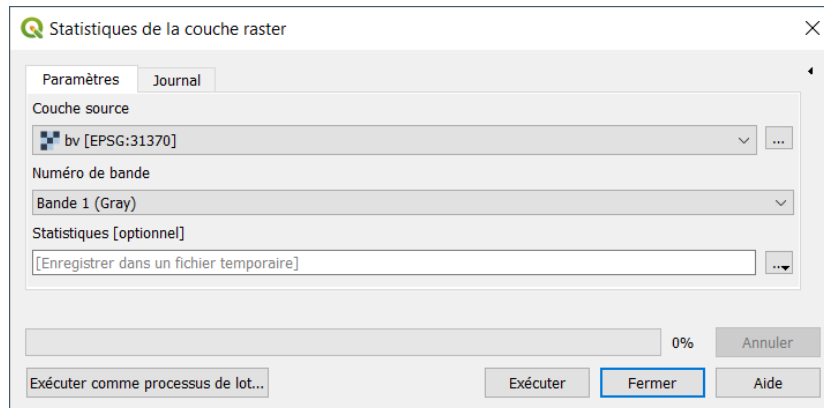 Statistiques de la couche raster
Paramètres Journal
Couche source
bv [EPSG:31370]
...
Numéro de bande
Bande 1 (Gray)
Statistiques [optionnel]
[Enregistrer dans un fichier temporaire]
...
0% Annuler
Exécuter comme processus de lot... Exécuter Fermer Aide